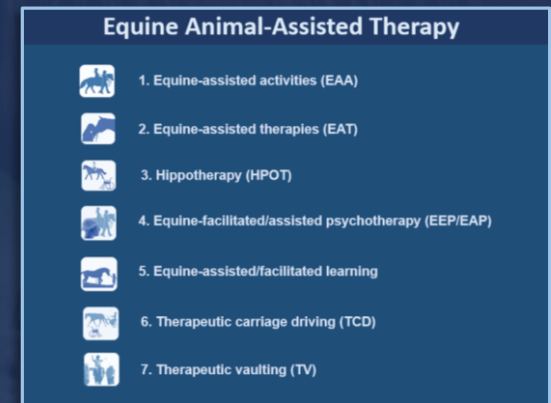 Equine Animal-Assisted Therapy
1. Equine-assisted activities (EAA)
2. Equine-assisted therapies (EAT)
3. Hippotherapy (HPOT)
4. Equine-facilitated/assisted psychotherapy (EEP/EAP)
5. Equine-assisted/facilitated learning
6. Therapeutic carriage driving (TCD)
7. Therapeutic vaulting (TV)